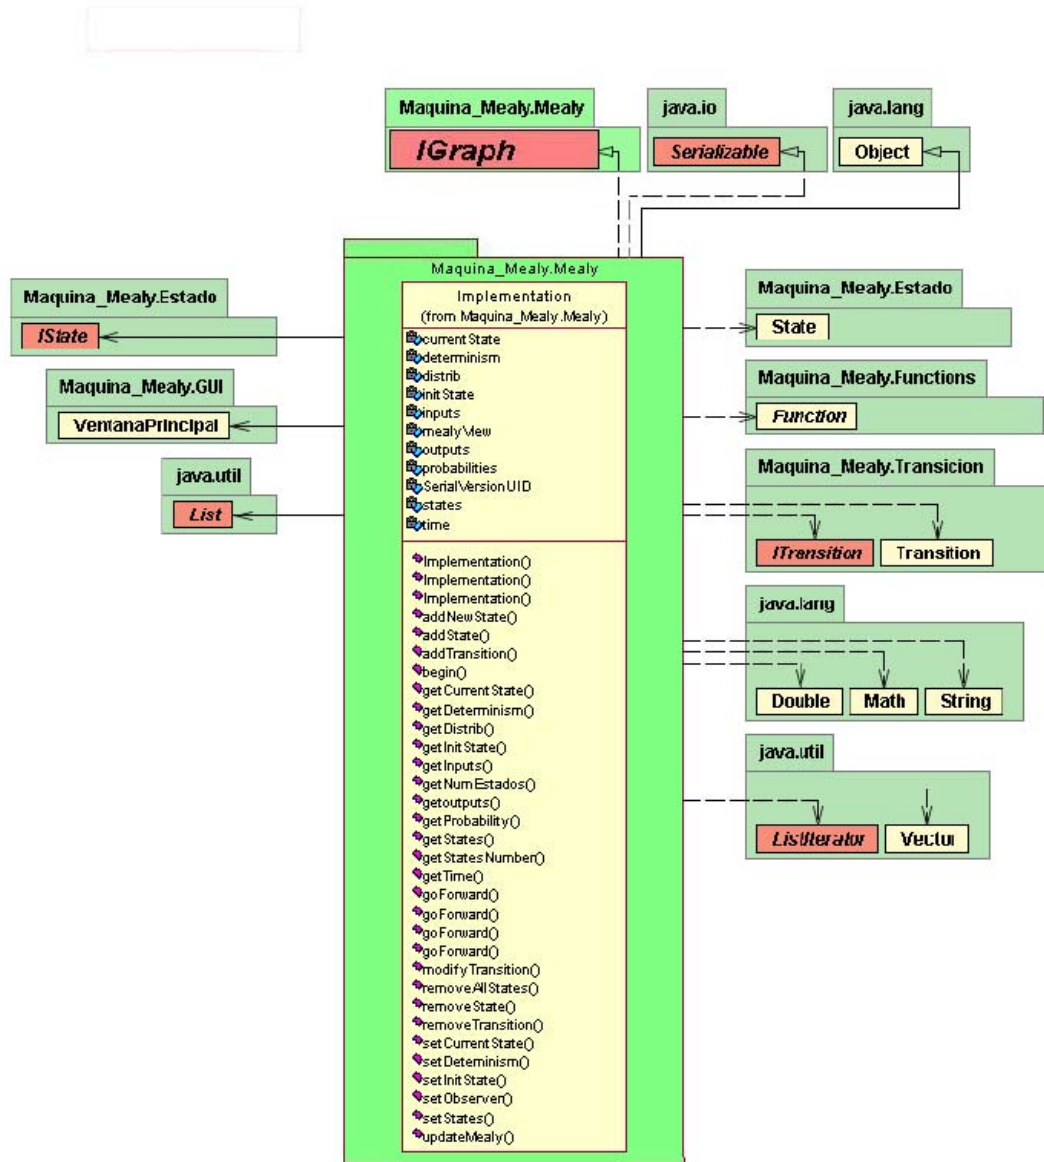 Maquina_Mealy.Mealy
IGraph
java.io
Serializable
java.lang
Object
Maquina_Mealy.Mealy
Implementation
(from Maquina_Mealy.Mealy)
currentState
determinism
distrib
initState
inputs
mealyView
outputs
probabilities
SerialVersionUID
states
time
Implementation()
Implementation()
Implementation()
addNewState()
addState()
addTransition()
begin()
getCurrentState()
getDeterminism()
getDistrib()
getInitState()
getInputs()
getNumEstados()
getoutputs()
getProbability()
getStates()
getStatesNumber()
getTime()
goForward()
goForward()
goForward()
goForward()
modifyTransition()
removeAllStates()
removeState()
removeTransition()
setCurrentState()
setDeterminism()
setInitState()
setObserver()
setStates()
updateMealy()
Maquina_Mealy.Estado
IState
Maquina_Mealy.GUI
VentanaPrincipal
java.util
List
Maquina_Mealy.Estado
State
Maquina_Mealy.Functions
Function
Maquina_Mealy.Transicion
ITransition
Transition
java.lang
Double
Math
String
java.util
ListIterator
Vector